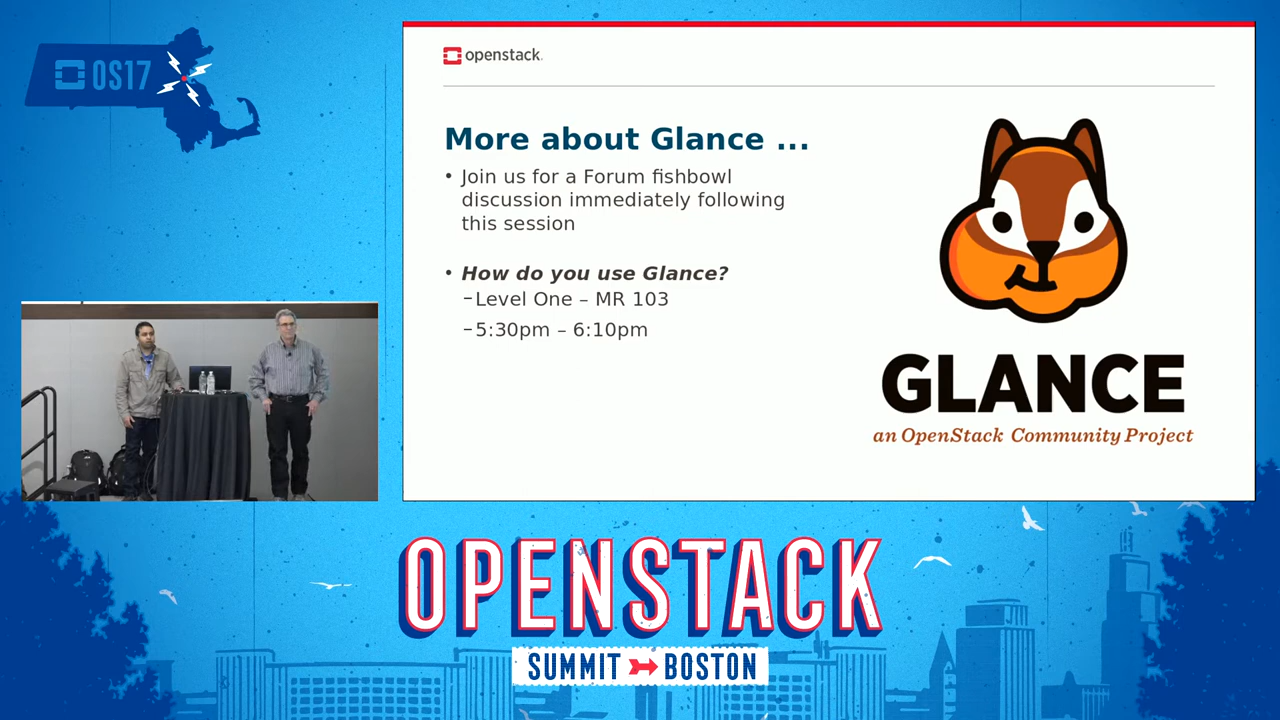 OS17
openstack.
More about Glance ...
• Join us for a Forum fishbowl
discussion immediately following
this session
• How do you use Glance?
–Level One – MR 103
–5:30pm – 6:10pm
GLANCE
an OpenStack Community Project
OPENSTACK
SUMMIT BOSTON